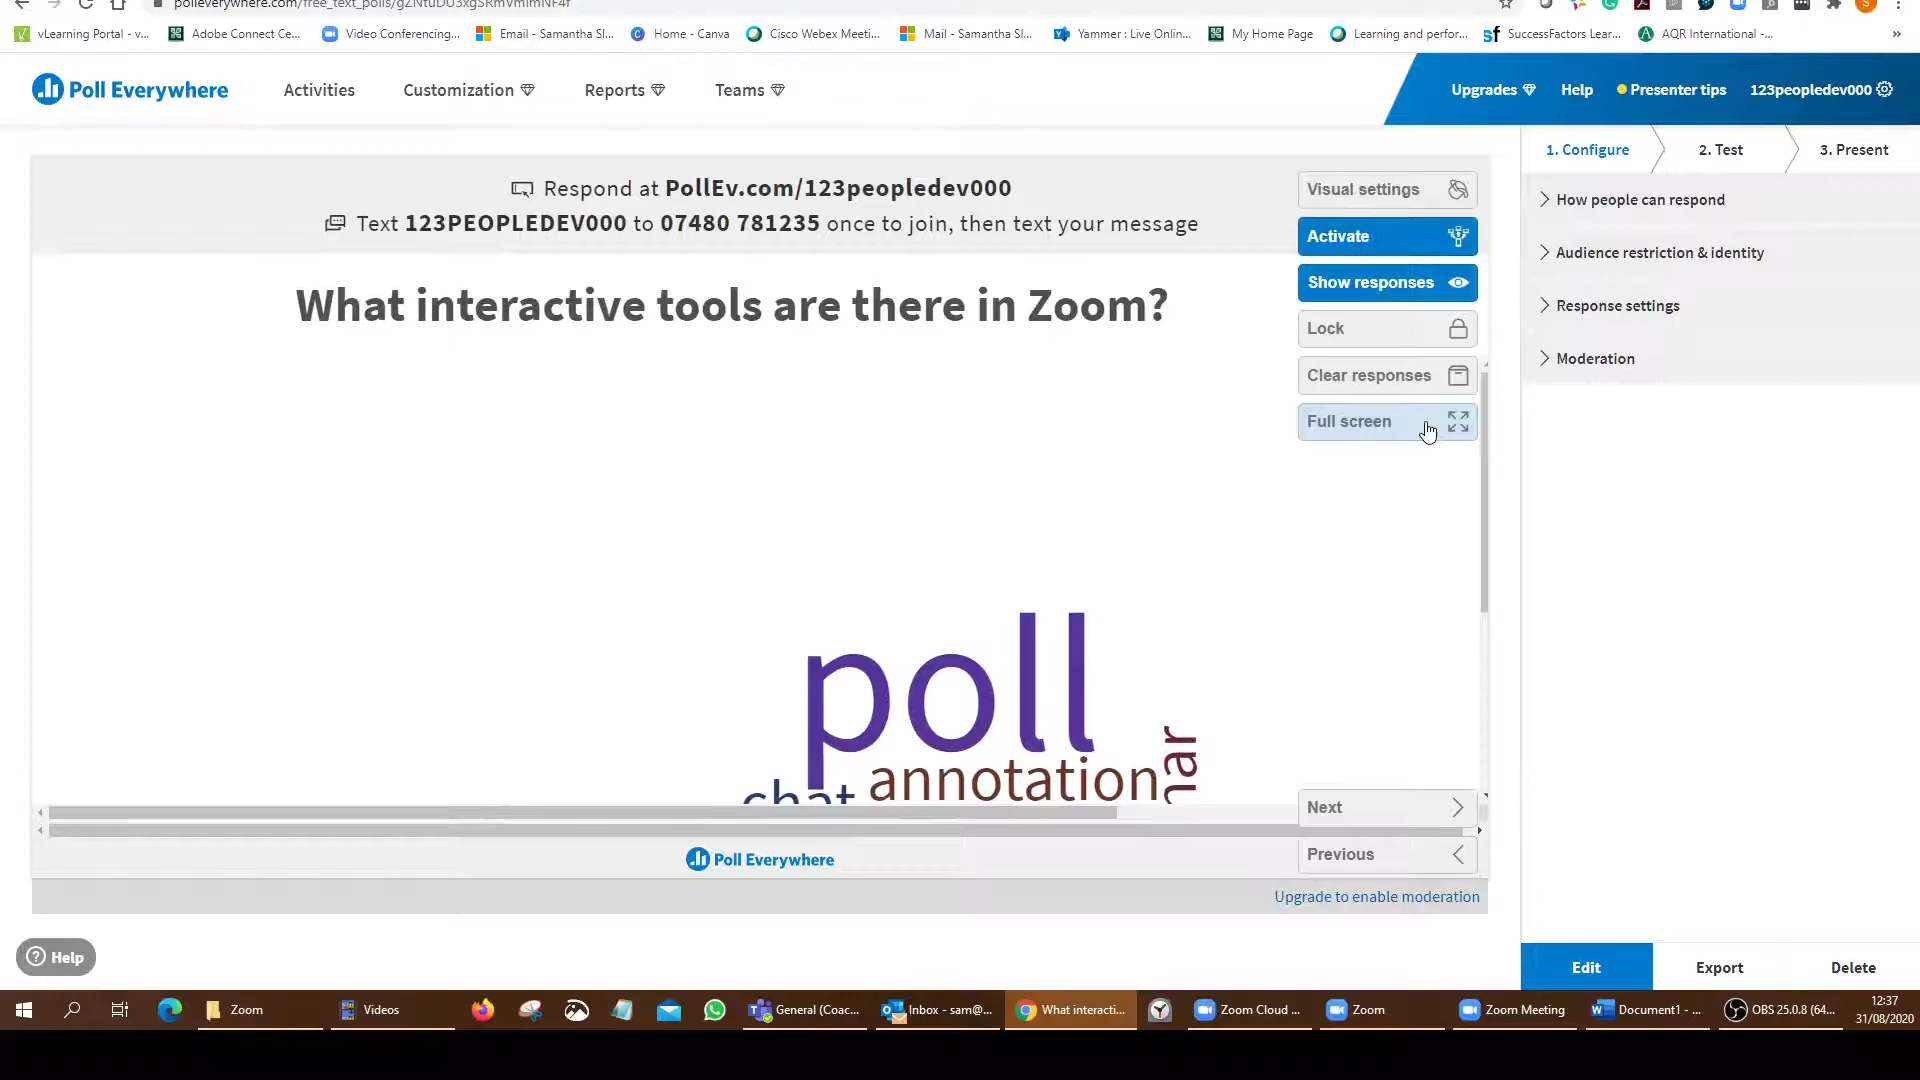 polleverywhere.com/free_text_polls/
vLearning Portal - v...
Adobe Connect Ce...
Video Conferencing...
Email - Samantha Sl...
Home - Canva
Cisco Webex Meeti...
Mail - Samantha Sl...
Yammer : Live Onlin...
My Home Page
Learning and perfor...
SuccessFactors Lear...
AQR International -...
»
Poll Everywhere
Activities
Customization
Reports
Teams
Upgrades
Help
Presenter tips
123peopledev000
1. Configure
2. Test
3. Present
Respond at PollEv.com/123peopledev000
Text 123PEOPLEDEV000 to 07480 781235 once to join, then text your message
What interactive tools are there in Zoom?
Visual settings
Activate
Show responses
Lock
Clear responses
Full screen
How people can respond
Audience restriction & identity
Response settings
Moderation
poll
annotation
chat
Next
Previous
Poll Everywhere
Upgrade to enable moderation
Help
Edit
Export
Delete
Zoom
Videos
General (Coac...
Inbox - sam@...
What interacti...
Zoom Cloud ...
Zoom
Zoom Meeting
Document1 - ...
OBS 25.0.8 (64...
12:37
31/08/2020